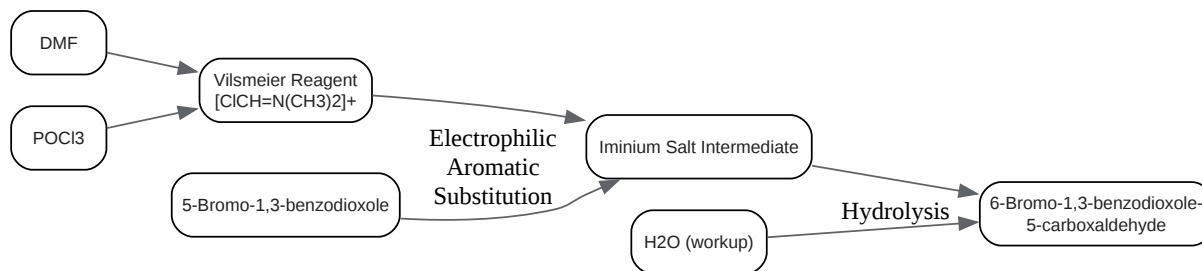 DMF
Vilsmeier Reagent
[ClCH=N(CH3)2]+
POCl3
Electrophilic
Aromatic
Substitution
Iminium Salt Intermediate
5-Bromo-1,3-benzodioxole
Hydrolysis
H2O (workup)
6-Bromo-1,3-benzodioxole-
5-carboxaldehyde